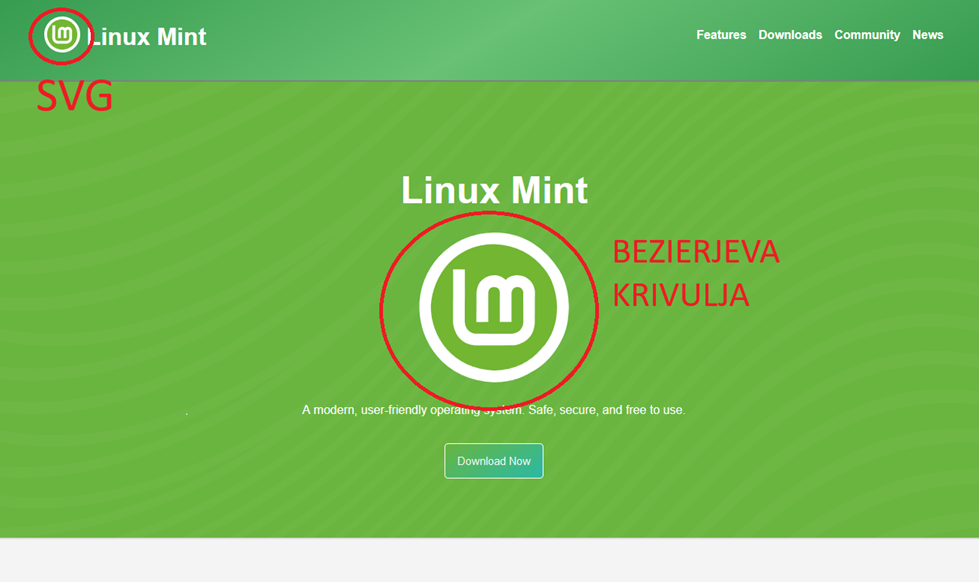 Linux Mint
Features Downloads Community News
SVG
Linux Mint
lm
BEZIERJEVA
KRIVULJA
A modern, user-friendly operating system. Safe, secure, and free to use.
Download Now